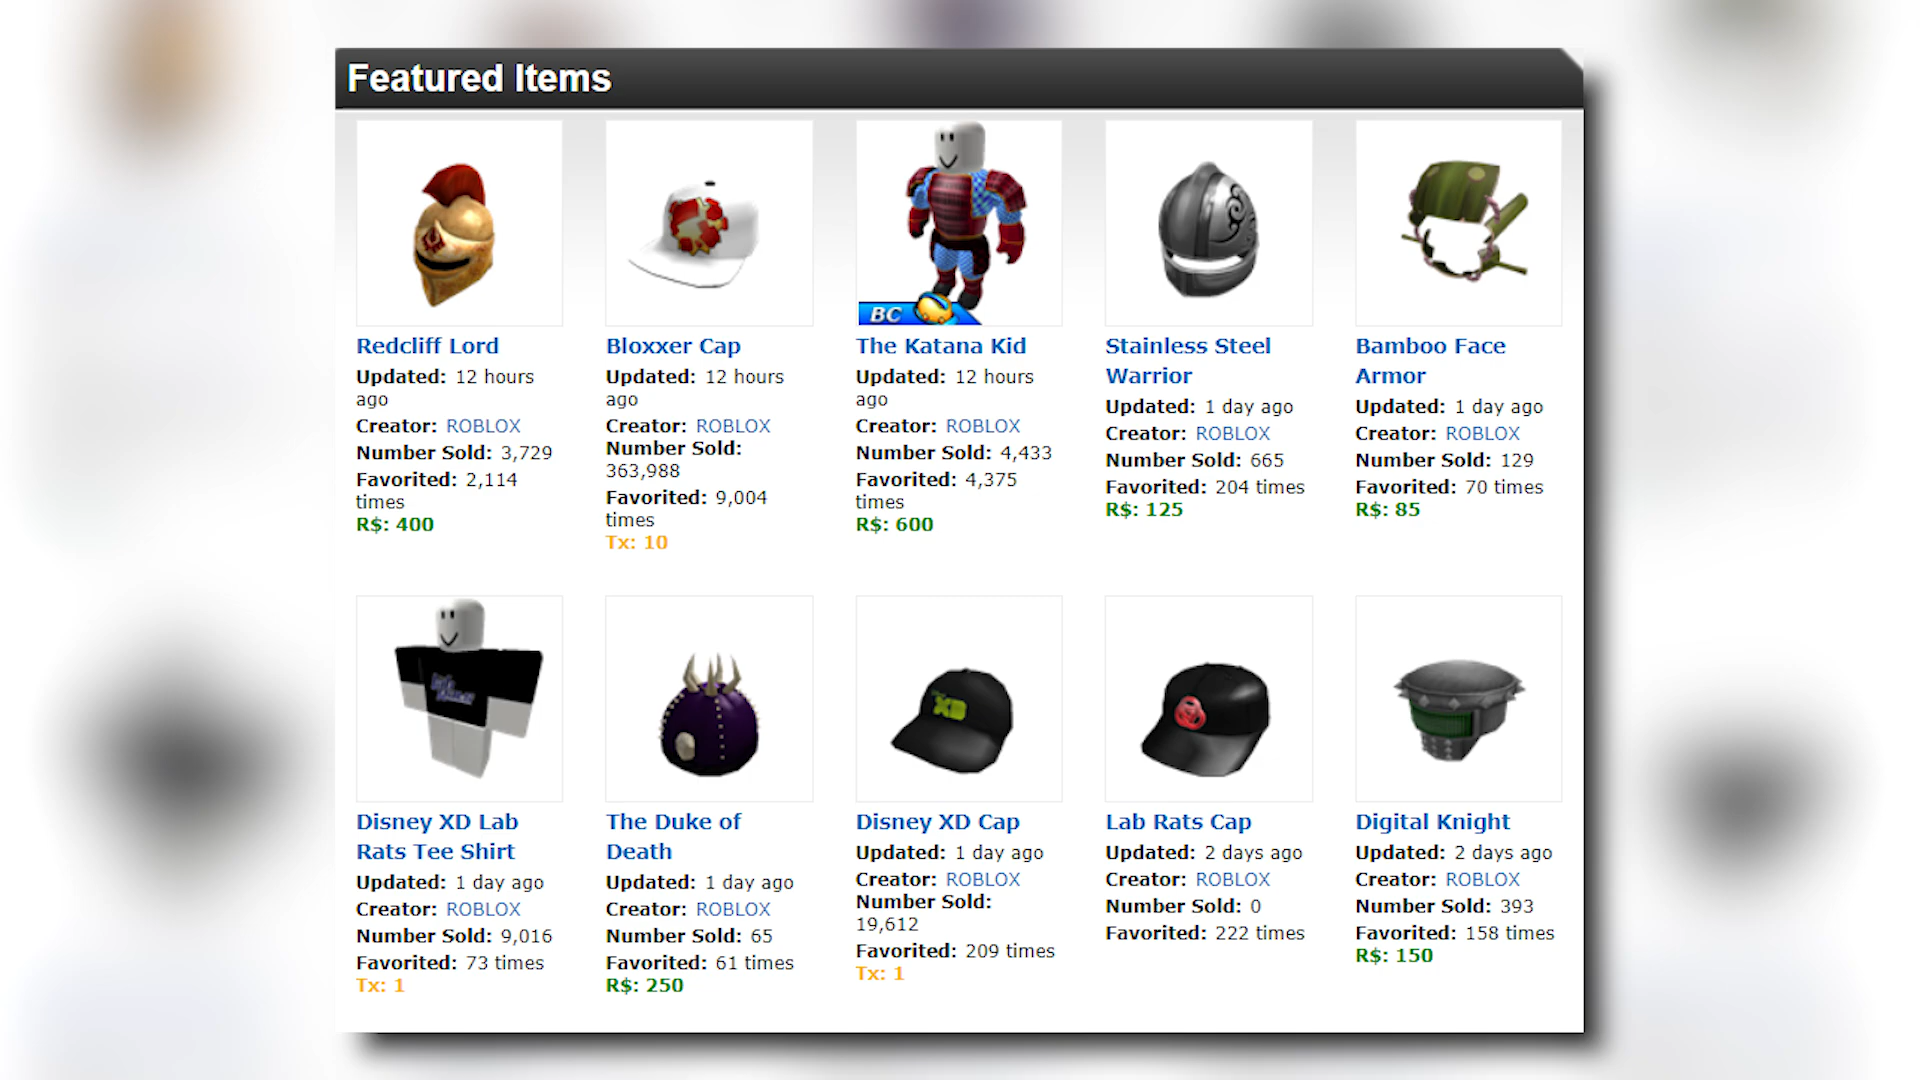 Featured Items
BC
Redcliff Lord
Updated: 12 hours
ago
Creator: ROBLOX
Number Sold: 3,729
Favorited: 2,114
times
R$: 400
Bloxxer Cap
Updated: 12 hours
ago
Creator: ROBLOX
Number Sold:
363,988
Favorited: 9,004
times
Tx: 10
The Katana Kid
Updated: 12 hours
ago
Creator: ROBLOX
Number Sold: 4,433
Favorited: 4,375
times
R$: 600
Stainless Steel
Warrior
Updated: 1 day ago
Creator: ROBLOX
Number Sold: 665
Favorited: 204 times
R$: 125
Bamboo Face
Armor
Updated: 1 day ago
Creator: ROBLOX
Number Sold: 129
Favorited: 70 times
R$: 85
Disney XD Lab
Rats Tee Shirt
Updated: 1 day ago
Creator: ROBLOX
Number Sold: 9,016
Favorited: 73 times
Tx: 1
The Duke of
Death
Updated: 1 day ago
Creator: ROBLOX
Number Sold: 65
Favorited: 61 times
R$: 250
XD
Disney XD Cap
Updated: 1 day ago
Creator: ROBLOX
Number Sold:
19,612
Favorited: 209 times
Tx: 1
Lab Rats Cap
Updated: 2 days ago
Creator: ROBLOX
Number Sold: 0
Favorited: 222 times
Digital Knight
Updated: 2 days ago
Creator: ROBLOX
Number Sold: 393
Favorited: 158 times
R$: 150